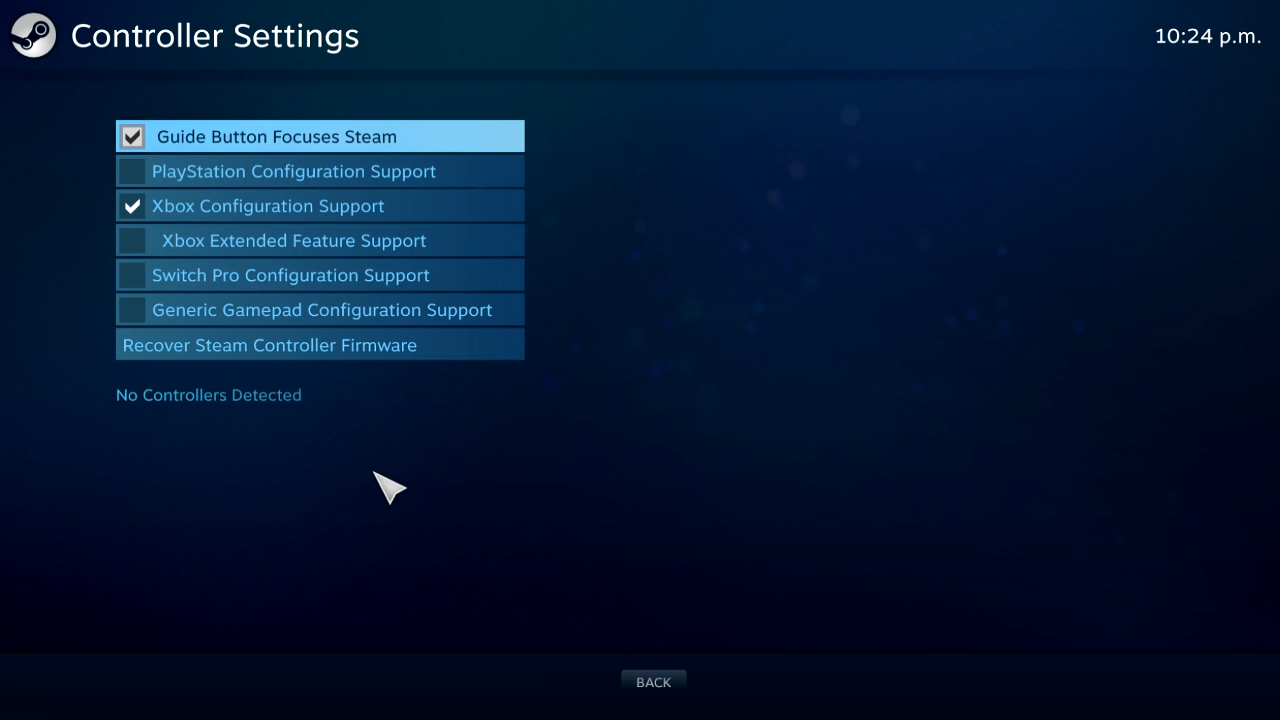 Controller Settings
10:24 p.m.
Guide Button Focuses Steam
PlayStation Configuration Support
Xbox Configuration Support
Xbox Extended Feature Support
Switch Pro Configuration Support
Generic Gamepad Configuration Support
Recover Steam Controller Firmware
No Controllers Detected
BACK